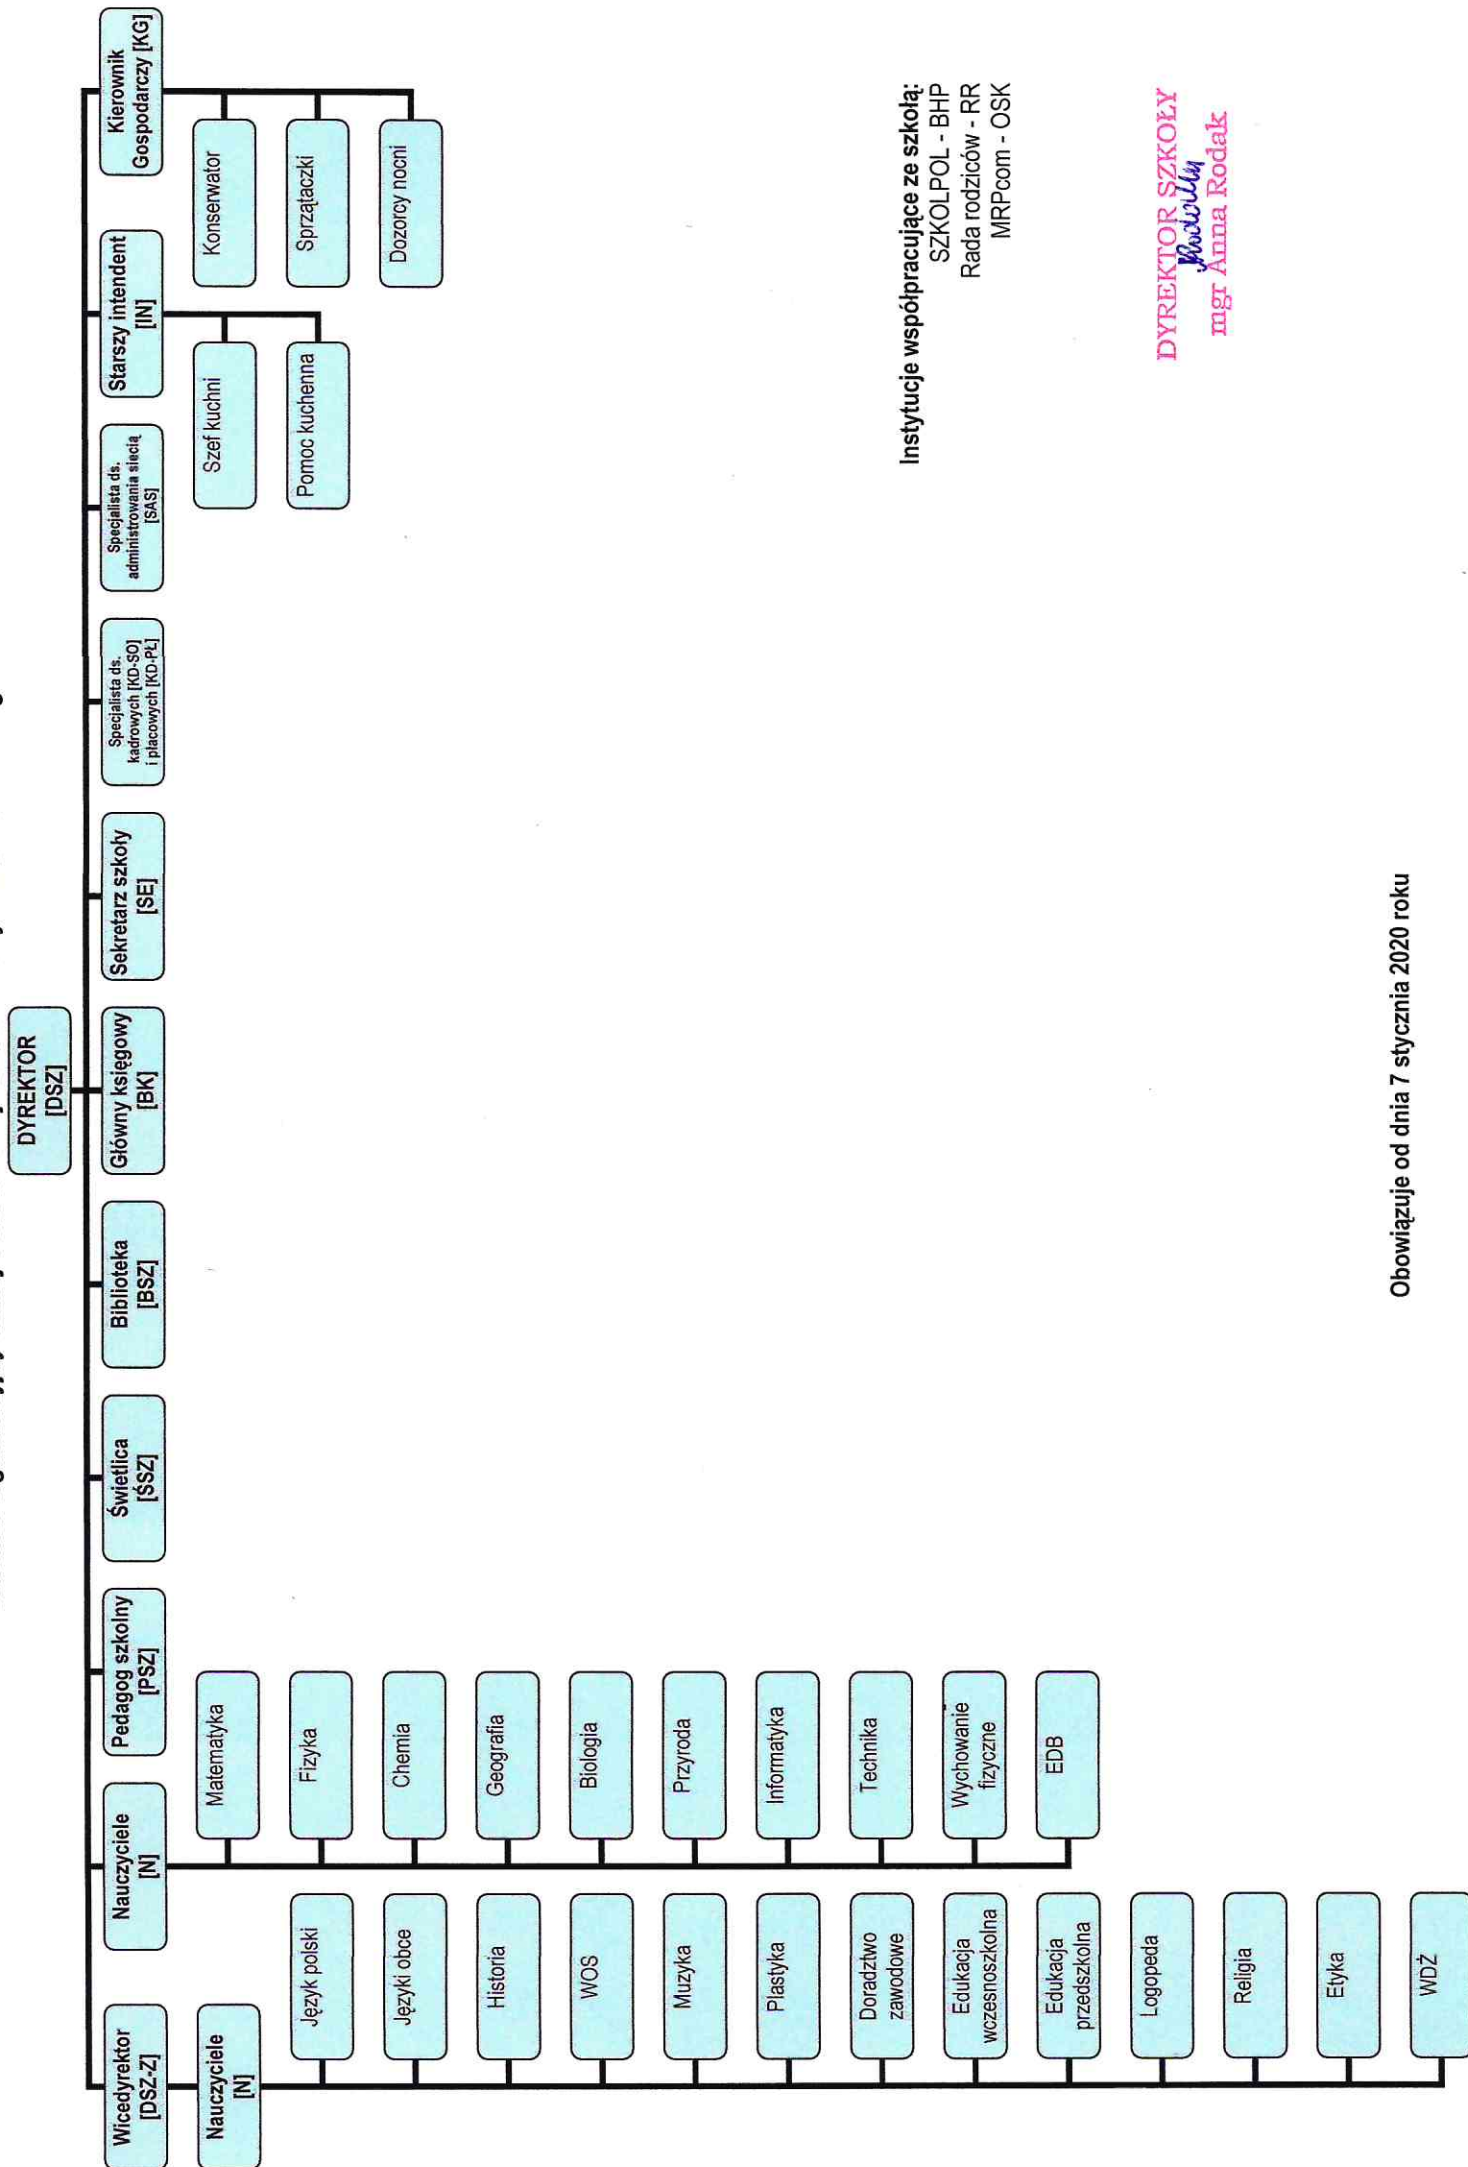 DYREKTOR
[DSZ]
Wicedyrektor
[DSZ-Z]
Nauczyciele
[N]
Pedagog szkolny
[PSZ]
Świetlica
[ŚSZ]
Biblioteka
[BSZ]
Główny księgowy
[BK]
Sekretarz szkoły
[SE]
Specjalista ds.
kadrowych [KD-SO]
i płacowych [KD-PŁ]
Specjalista ds.
administrowania siecią
[SAS]
Starszy intendent
[IN]
Kierownik
Gospodarczy [KG]
Nauczyciele
[N]
Język polski
Języki obce
Historia
WOS
Muzyka
Plastyka
Doradztwo
zawodowe
Edukacja
wczesnoszkolna
Edukacja
przedszkolna
Logopeda
Religia
Etyka
WDŻ
Matematyka
Fizyka
Chemia
Geografia
Biologia
Przyroda
Informatyka
Technika
Wychowanie
fizyczne
EDB
Szef kuchni
Pomoc kuchenna
Konserwator
Sprzątaczki
Dozorcy nocni
Instytucje współpracujące ze szkołą:
SZKOLPOL - BHP
Rada rodziców - RR
MRPcom - OSK
DYREKTOR SZKOŁY
mgr Anna Rodak
Obowiązuje od dnia 7 stycznia 2020 roku